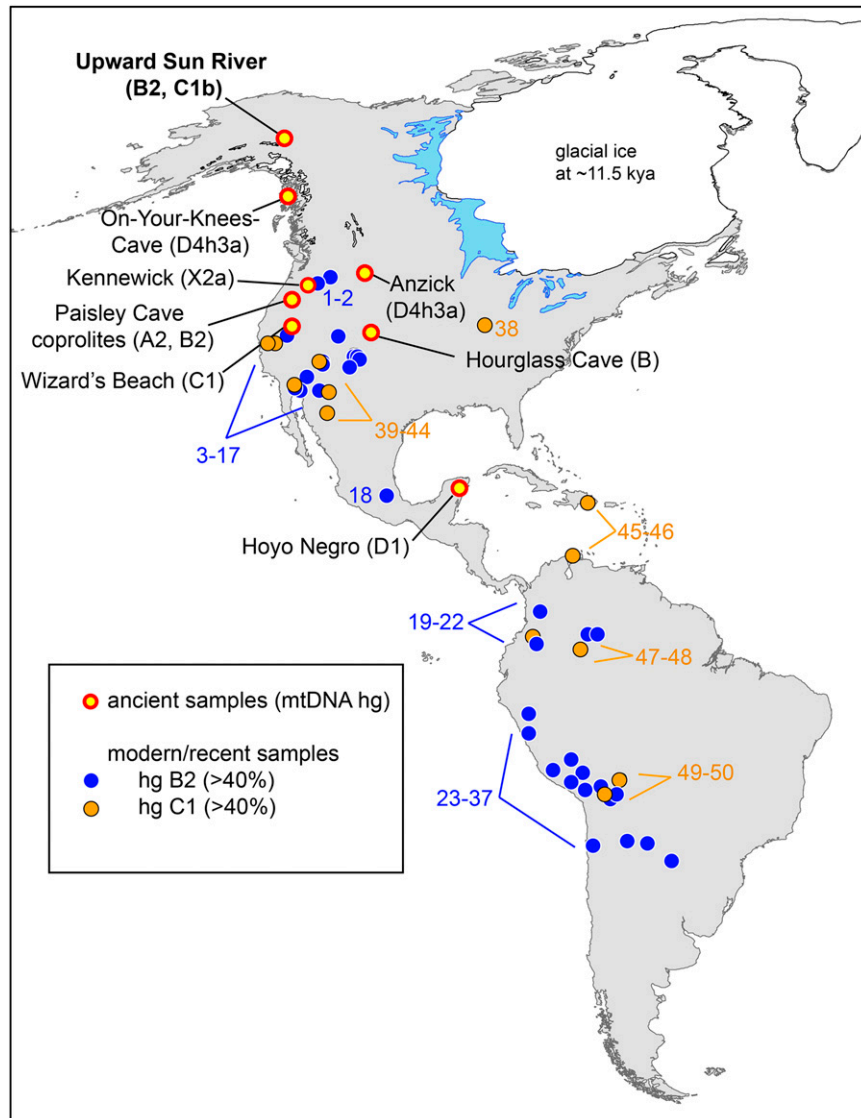 Upward Sun River
(B2, C1b)
glacial ice
at ~11.5 kya
On-Your-Knees-
Cave (D4h3a)
Kennewick (X2a)
Anzick
(D4h3a)
1-2
Paisley Cave
coprolites (A2, B2)
38
Hourglass Cave (B)
Wizard's Beach (C1)
39-44
3-17
18
Hoyo Negro (D1)
45-46
19-22
47-48
ancient samples (mtDNA hg)
modern/recent samples
hg B2 (>40%)
hg C1 (>40%)
49-50
23-37